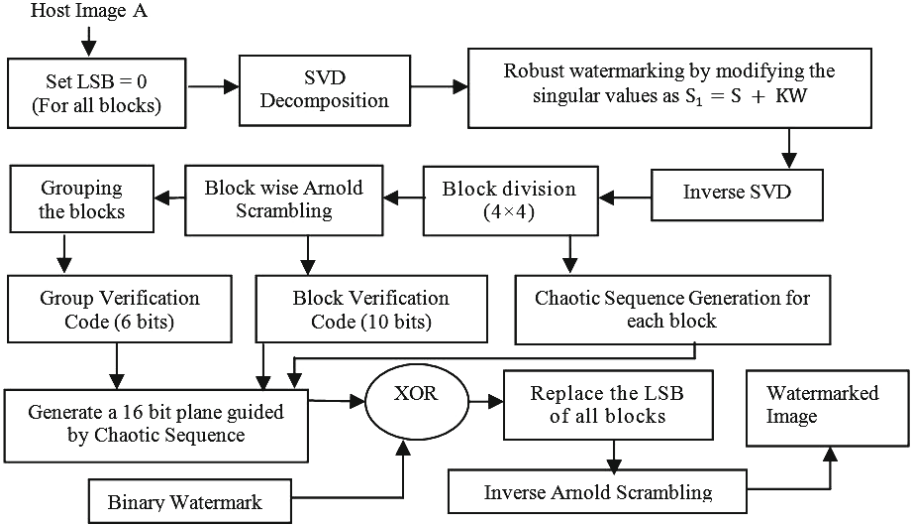 Host Image A
Set LSB = 0
(For all blocks)
SVD
Decomposition
Robust watermarking by modifying the
singular values as S₁ = S + KW
Grouping
the blocks
Block wise Arnold
Scrambling
Block division
(4×4)
Inverse SVD
Group Verification
Code (6 bits)
Block Verification
Code (10 bits)
Chaotic Sequence Generation for
each block
Generate a 16 bit plane guided
by Chaotic Sequence
XOR
Replace the LSB
of all blocks
Watermarked
Image
Binary Watermark
Inverse Arnold Scrambling